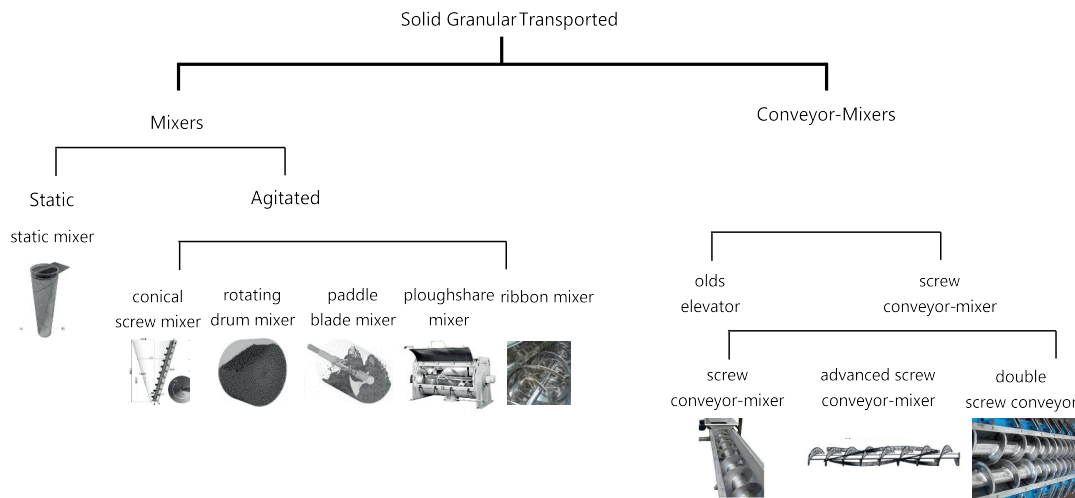 Solid Granular Transported
Mixers
Conveyor-Mixers
Static
Agitated
static mixer
conical
screw mixer
rotating
drum mixer
paddle
blade mixer
ploughshare
mixer
ribbon mixer
olds
elevator
screw
conveyor-mixer
screw
conveyor-mixer
advanced screw
conveyor-mixer
double
screw conveyor